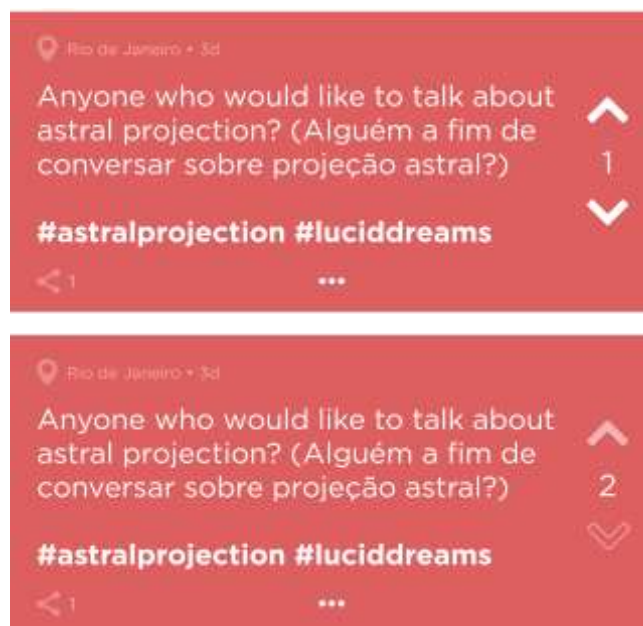 Rio de Janeiro • 3d
Anyone who would like to talk about
astral projection? (Alguém a fim de
conversar sobre projeção astral?)
1
#astralprojection #luciddreams
1
Rio de Janeiro • 3d
Anyone who would like to talk about
astral projection? (Alguém a fim de
conversar sobre projeção astral?)
2
#astralprojection #luciddreams
1